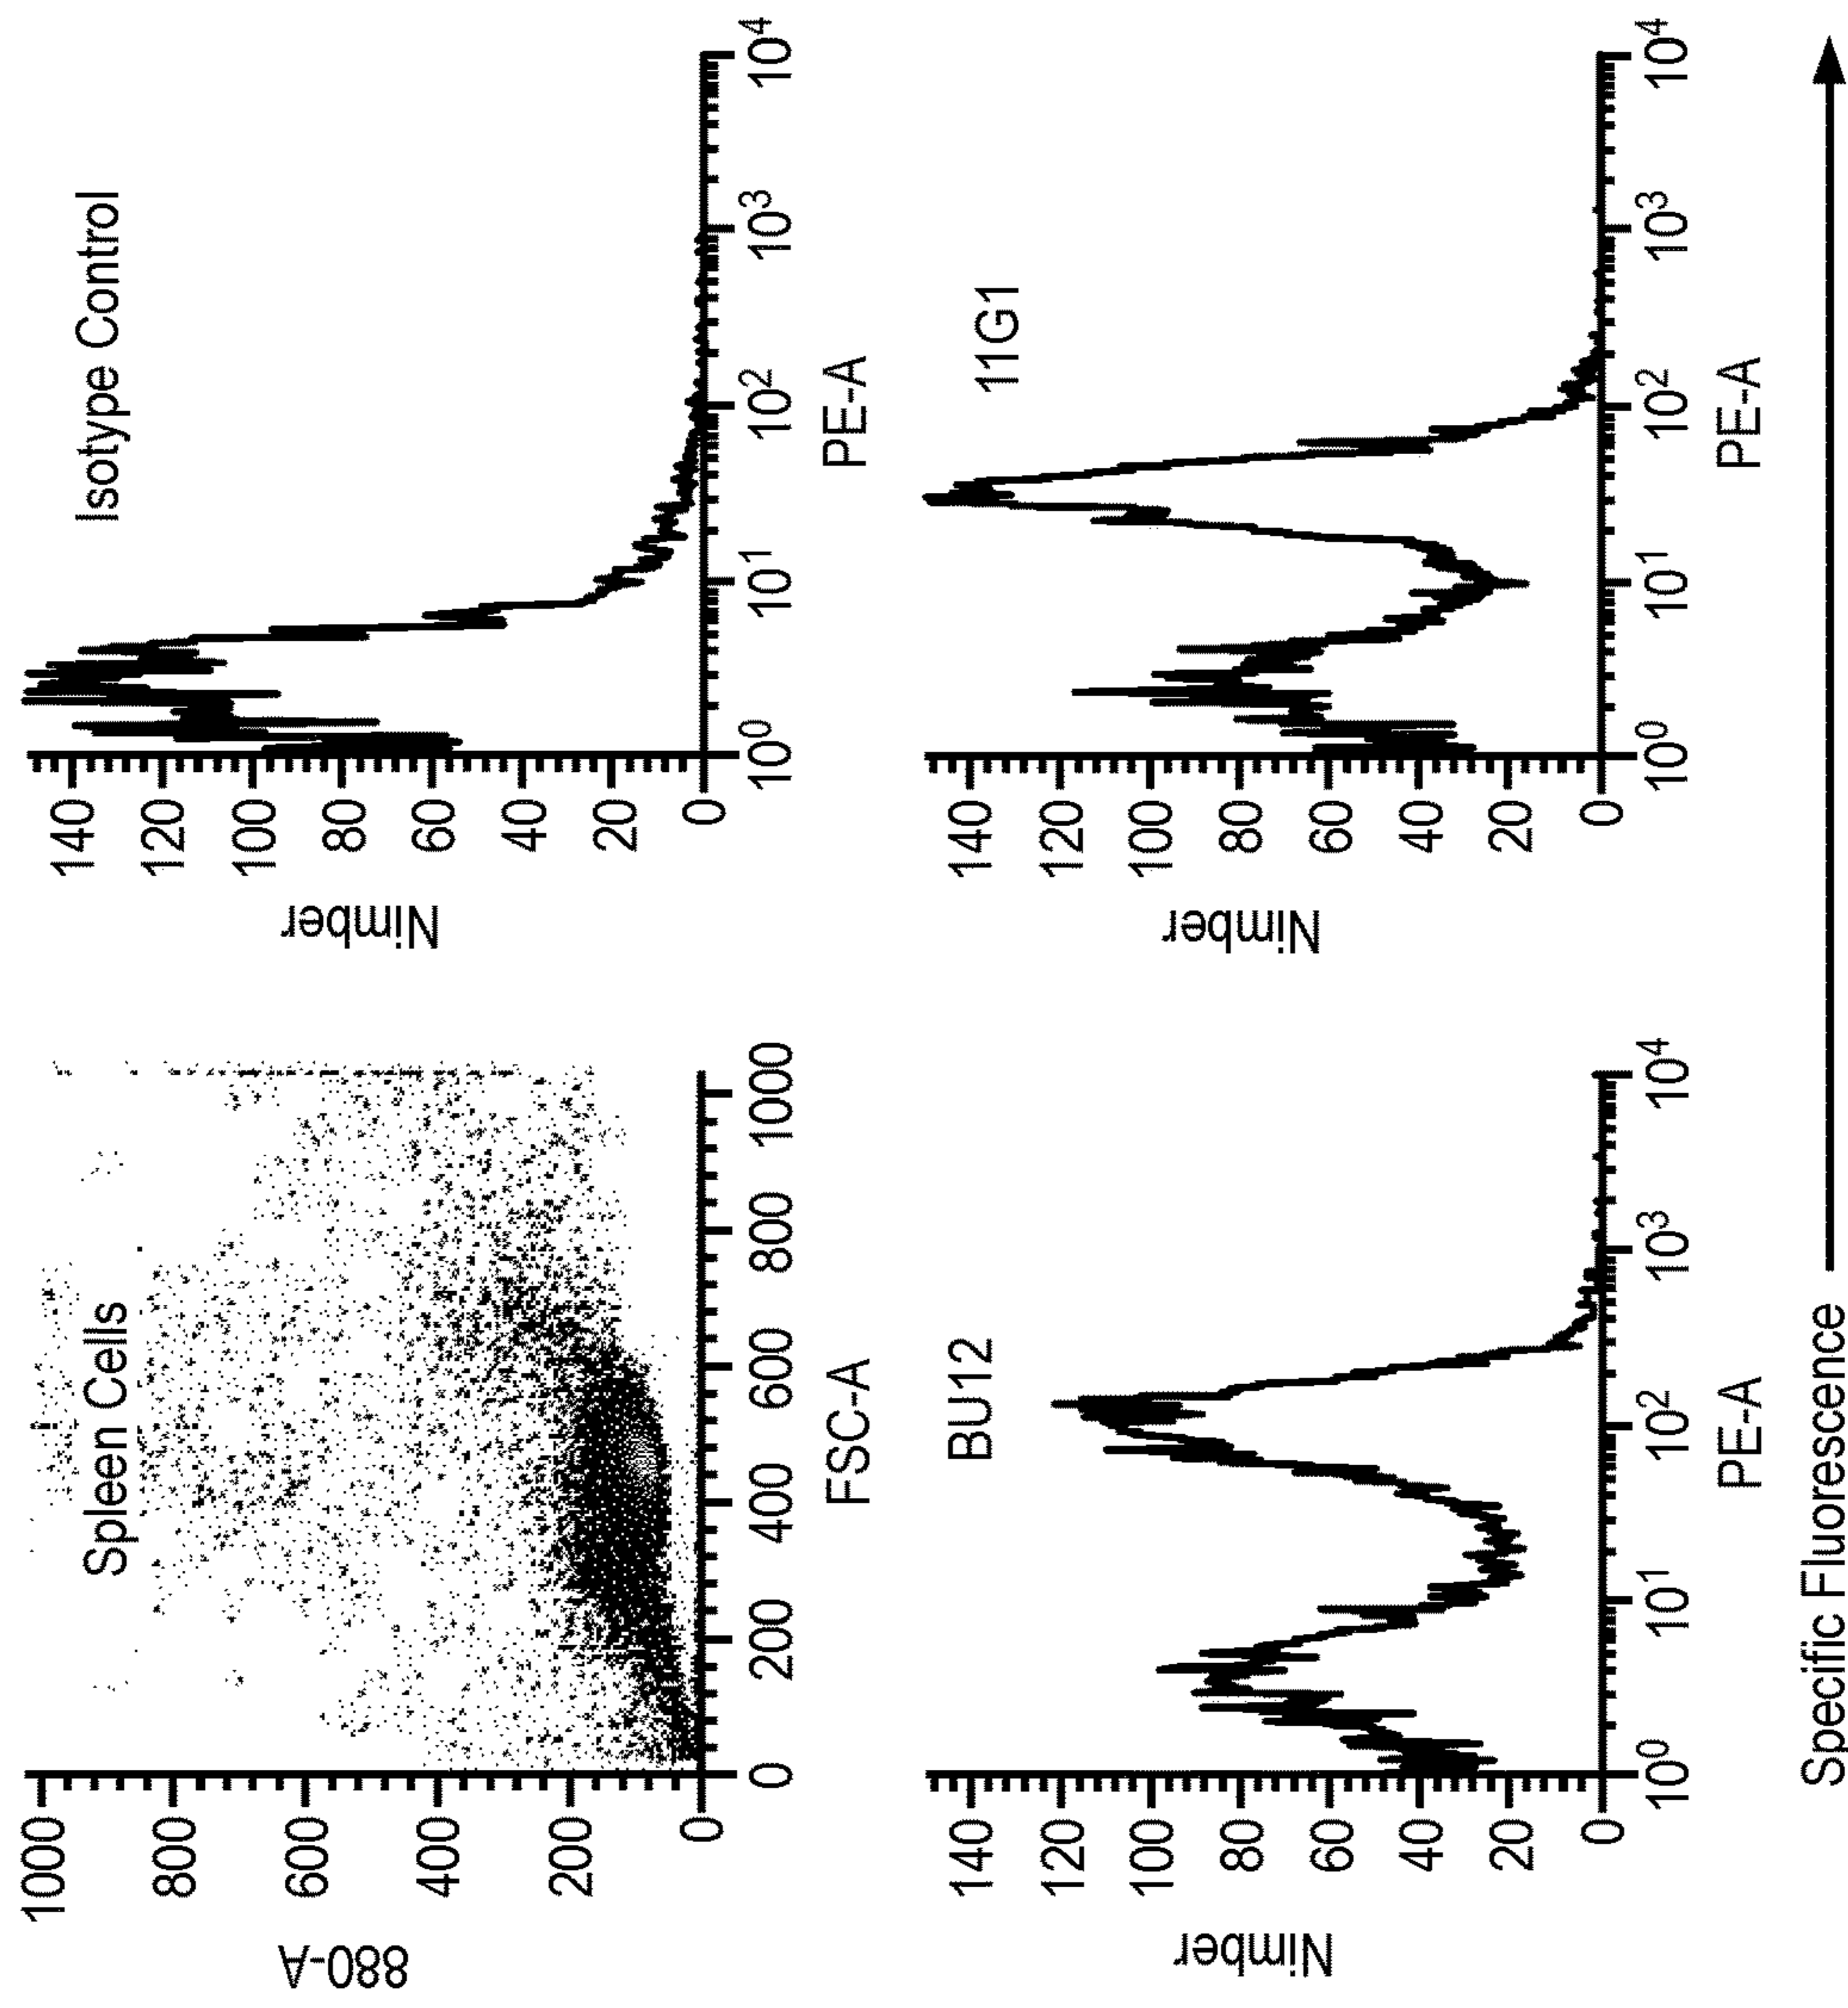 Spleen Cells
880-A
1000
800
600
400
200
0
0 200 400 600 800 1000
FSC-A
Isotype Control
Nimber
140
120
100
80
60
40
20
0
10⁰ 10¹ 10² 10³ 10⁴
PE-A
BU12
Nimber
140
120
100
80
60
40
20
0
10⁰ 10¹ 10² 10³ 10⁴
PE-A
11G1
Nimber
140
120
100
80
60
40
20
0
10⁰ 10¹ 10² 10³ 10⁴
PE-A
Specific Fluorescence